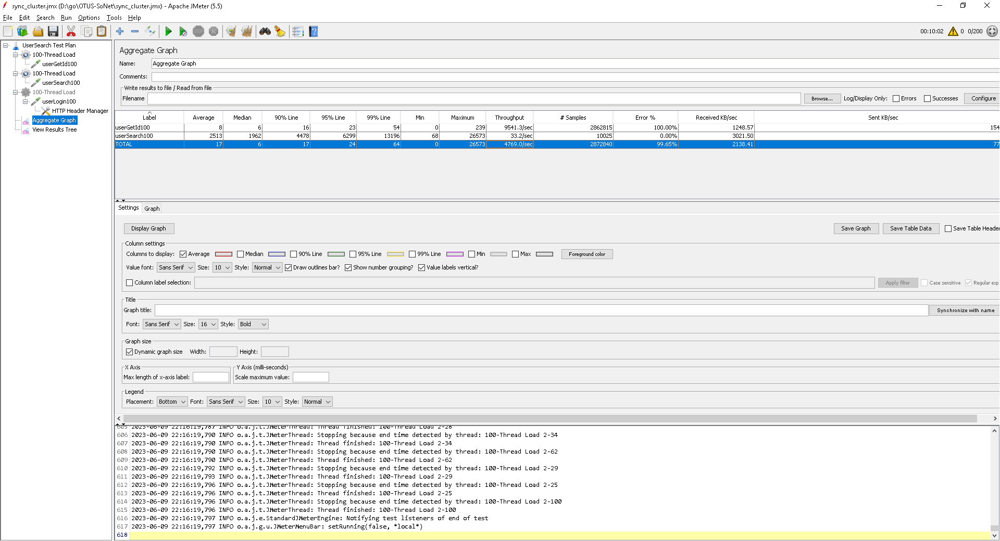 sync_cluster.jmx (D:\go\OTUS-SoNet\sync_cluster.jmx) - Apache JMeter (5.5)
File Edit Search Run Options Tools Help
00:10:02 0 0/200
UserSearch Test Plan
100-Thread Load
userGetId100
100-Thread Load
userSearch100
100-Thread Load
userLogin100
HTTP Header Manager
Aggregate Graph
View Results Tree
Aggregate Graph
Name: Aggregate Graph
Comments:
Write results to file / Read from file
Filename Browse... Log/Display Only: Errors Successes Configure
Label Average Median 90% Line 95% Line 99% Line Min Maximum Throughput # Samples Error % Received KB/sec Sent KB/sec
userGetId100 8 6 16 23 54 0 239 9541.3/sec 2862815 100.00% 1248.57 154
userSearch100 2513 1962 4478 6299 13196 68 26573 33.2/sec 10025 0.00% 3021.50
TOTAL 17 6 17 24 64 0 26573 4769.0/sec 2872840 99.65% 2138.41 77
Settings Graph
Display Graph Save Graph Save Table Data Save Table Header
Column settings
Columns to display: Average Median 90% Line 95% Line 99% Line Min Max Foreground color
Value font: Sans Serif Size: 10 Style: Normal Draw outlines bar? Show number grouping? Value labels vertical?
Column label selection: Apply filter Case sensitive Regular exp
Title
Graph title: Synchronize with name
Font: Sans Serif Size: 16 Style: Bold
Graph size
Dynamic graph size Width: Height:
X Axis Y Axis (milli-seconds)
Max length of x-axis label: Scale maximum value:
Legend
Placement: Bottom Font: Sans Serif Size: 10 Style: Normal
605 2023-06-09 22:16:19,787 INFO o.a.j.t.JMeterThread: Thread finished: 100-Thread Load 2-28
606 2023-06-09 22:16:19,790 INFO o.a.j.t.JMeterThread: Stopping because end time detected by thread: 100-Thread Load 2-34
607 2023-06-09 22:16:19,790 INFO o.a.j.t.JMeterThread: Thread finished: 100-Thread Load 2-34
608 2023-06-09 22:16:19,790 INFO o.a.j.t.JMeterThread: Stopping because end time detected by thread: 100-Thread Load 2-62
609 2023-06-09 22:16:19,790 INFO o.a.j.t.JMeterThread: Thread finished: 100-Thread Load 2-62
610 2023-06-09 22:16:19,792 INFO o.a.j.t.JMeterThread: Stopping because end time detected by thread: 100-Thread Load 2-29
611 2023-06-09 22:16:19,793 INFO o.a.j.t.JMeterThread: Thread finished: 100-Thread Load 2-29
612 2023-06-09 22:16:19,796 INFO o.a.j.t.JMeterThread: Stopping because end time detected by thread: 100-Thread Load 2-25
613 2023-06-09 22:16:19,796 INFO o.a.j.t.JMeterThread: Thread finished: 100-Thread Load 2-25
614 2023-06-09 22:16:19,796 INFO o.a.j.t.JMeterThread: Stopping because end time detected by thread: 100-Thread Load 2-100
615 2023-06-09 22:16:19,796 INFO o.a.j.t.JMeterThread: Thread finished: 100-Thread Load 2-100
616 2023-06-09 22:16:19,797 INFO o.a.j.e.StandardJMeterEngine: Notifying test listeners of end of test
617 2023-06-09 22:16:19,797 INFO o.a.j.g.u.JMeterMenuBar: setRunning(false, *local*)
618